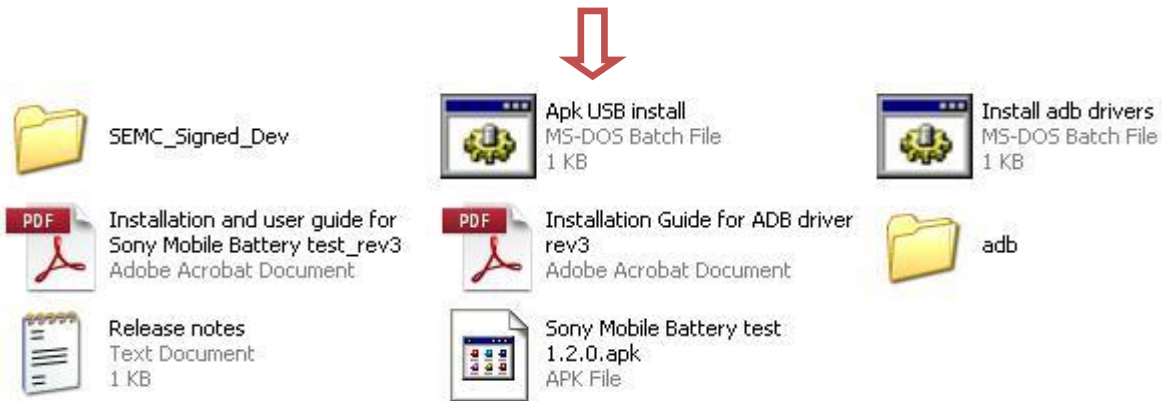 SEMC_Signed_Dev
Apk USB install
MS-DOS Batch File
1 KB
Install adb drivers
MS-DOS Batch File
1 KB
PDF
Installation and user guide for
Sony Mobile Battery test_rev3
Adobe Acrobat Document
PDF
Installation Guide for ADB driver
rev3
Adobe Acrobat Document
adb
Release notes
Text Document
1 KB
Sony Mobile Battery test
1.2.0.apk
APK File